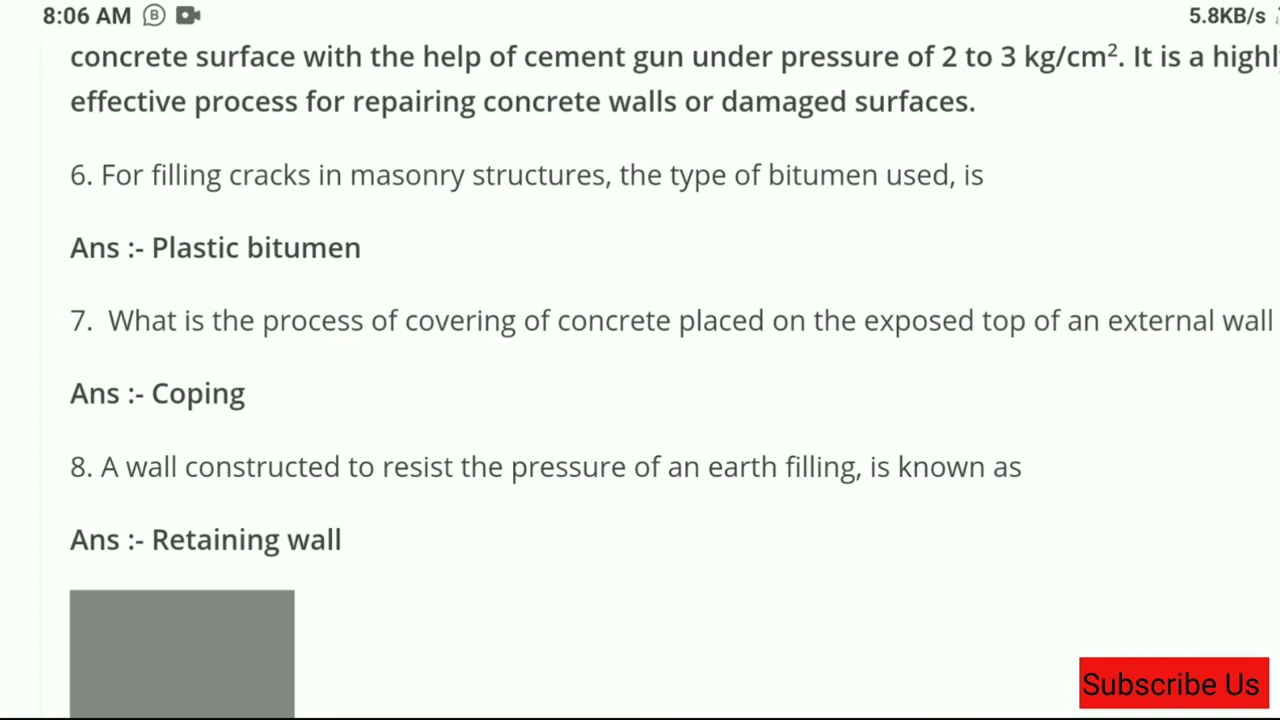 8:06 AM B 5.8KB/s
concrete surface with the help of cement gun under pressure of 2 to 3 kg/cm². It is a
effective process for repairing concrete walls or damaged surfaces.
6. For filling cracks in masonry structures, the type of bitumen used, is
Ans :- Plastic bitumen
7. What is the process of covering of concrete placed on the exposed top of an external wall
Ans :- Coping
8. A wall constructed to resist the pressure of an earth filling, is known as
Ans :- Retaining wall
Subscribe Us